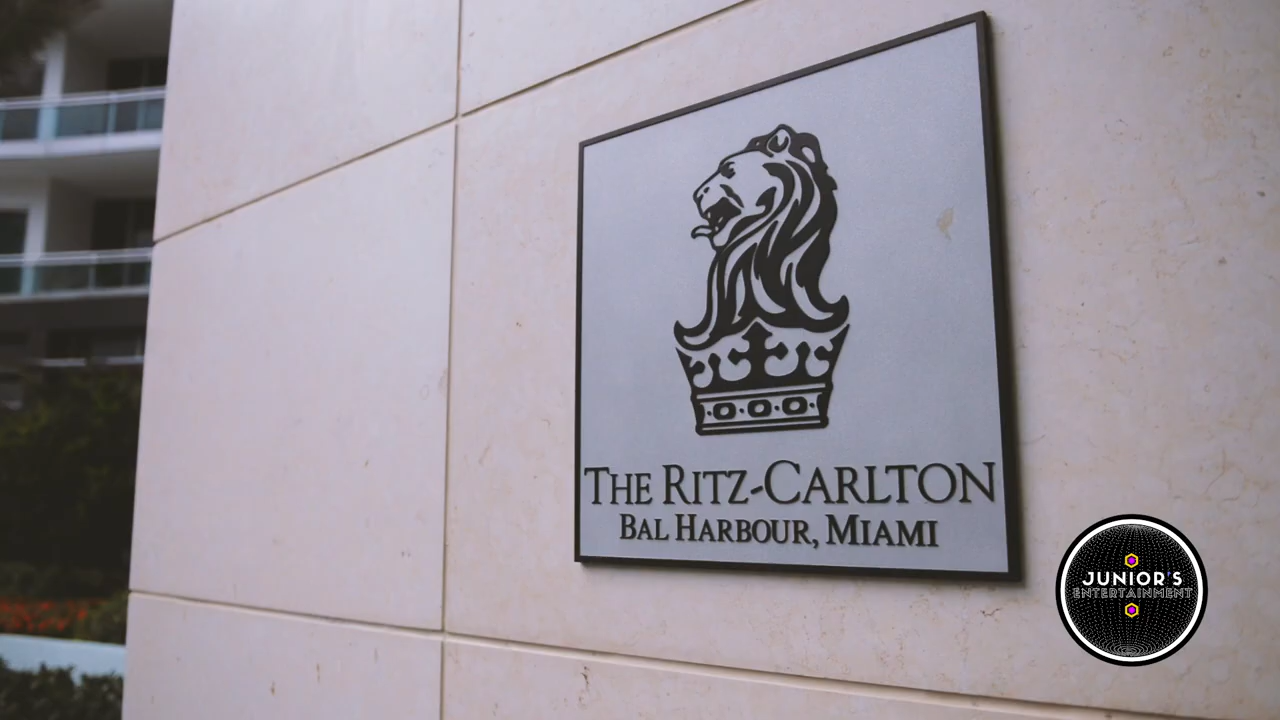 THE RITZ-CARLTON
BAL HARBOUR, MIAMI
JUNIOR'S
ENTERTAINMENT